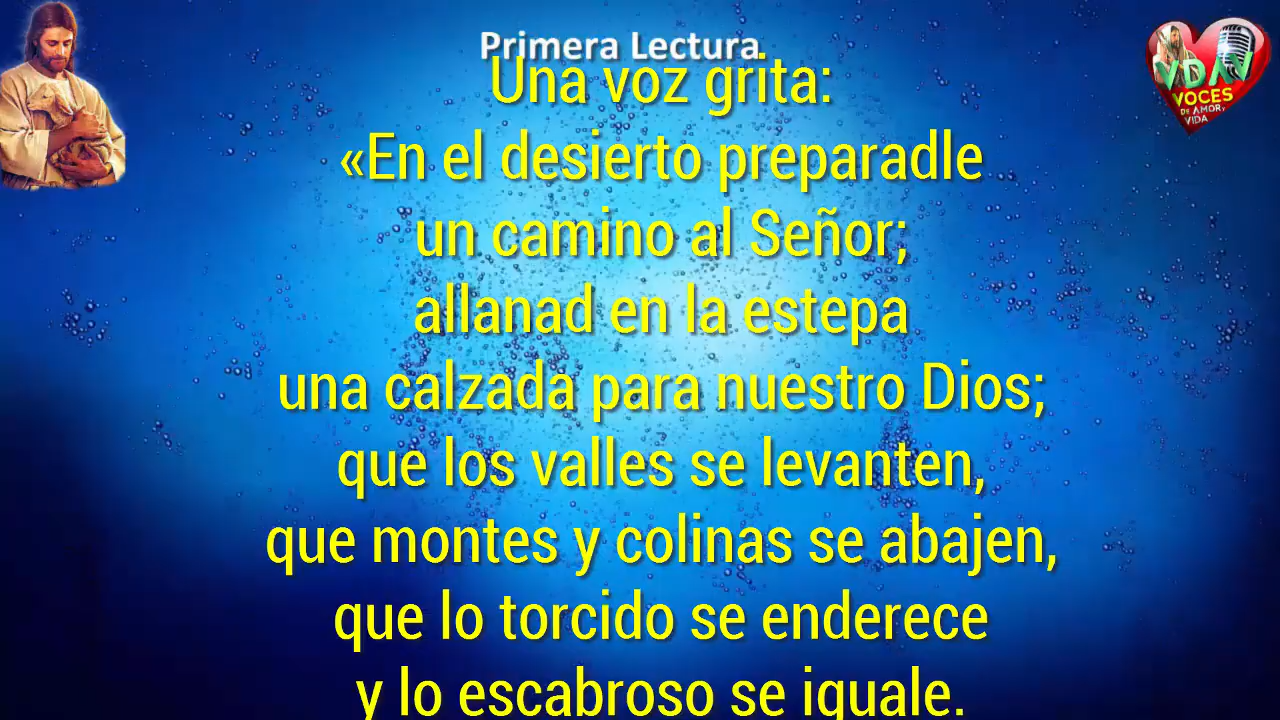 Primera Lectura
Una voz grita:
«En el desierto preparadle
un camino al Señor;
allanad en la estepa
una calzada para nuestro Dios;
que los valles se levanten,
que montes y colinas se abajen,
que lo torcido se enderece
y lo escabroso se iguale.
VDAV
VOCES
DE AMOR Y
VIDA